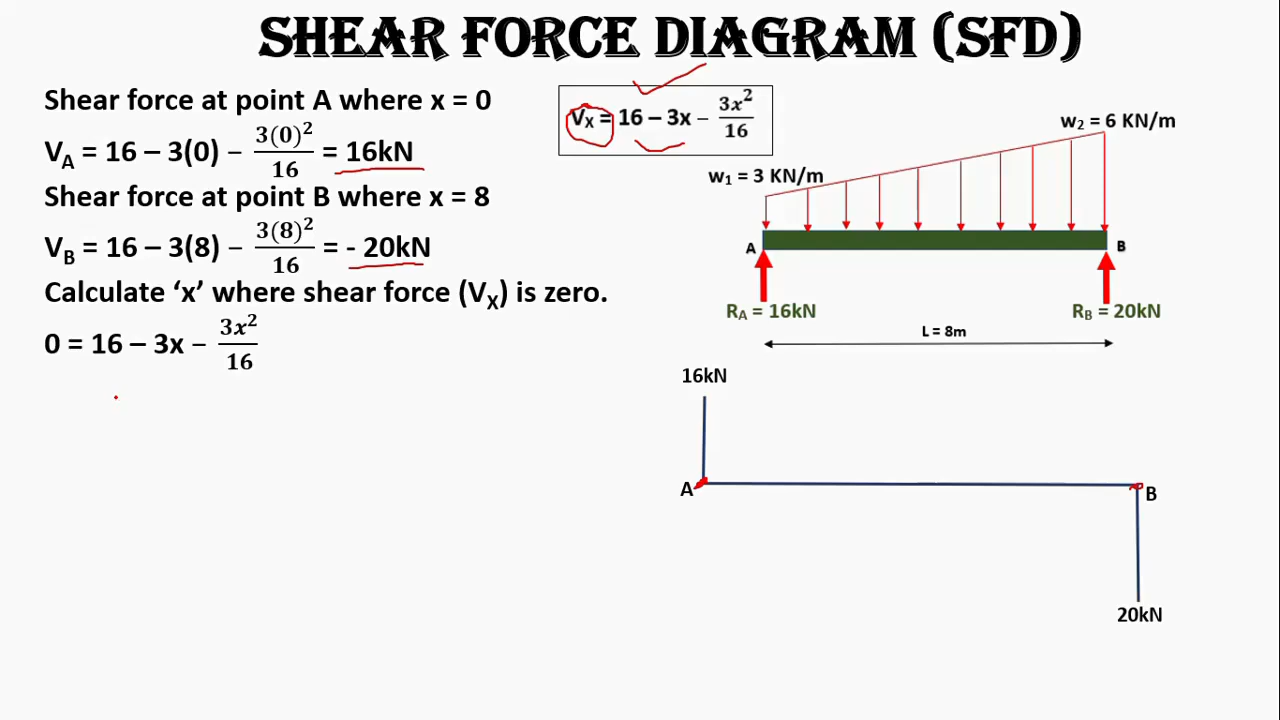 SHEAR FORCE DIAGRAM (SFD)
Shear force at point A where x = 0
V_A = 16 – 3(0) – 3(0)²/16 = 16kN
Shear force at point B where x = 8
V_B = 16 – 3(8) – 3(8)²/16 = - 20kN
Calculate ‘x’ where shear force (V_X) is zero.
0 = 16 – 3x – 3x²/16
V_X = 16 – 3x – 3x²/16
w₂ = 6 KN/m
w₁ = 3 KN/m
A B
R_A = 16kN R_B = 20kN
L = 8m
16kN
A B
20kN